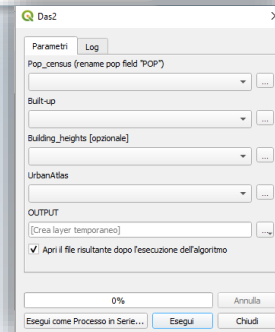 Das2
Parametri Log
Pop_census (rename pop field "POP")
...
Built-up
...
Building_heights [opzionale]
...
UrbanAtlas
...
OUTPUT
[Crea layer temporaneo] ...
Apri il file risultante dopo l'esecuzione dell'algoritmo
0% Annulla
Esegui come Processo in Serie... Esegui Chiudi